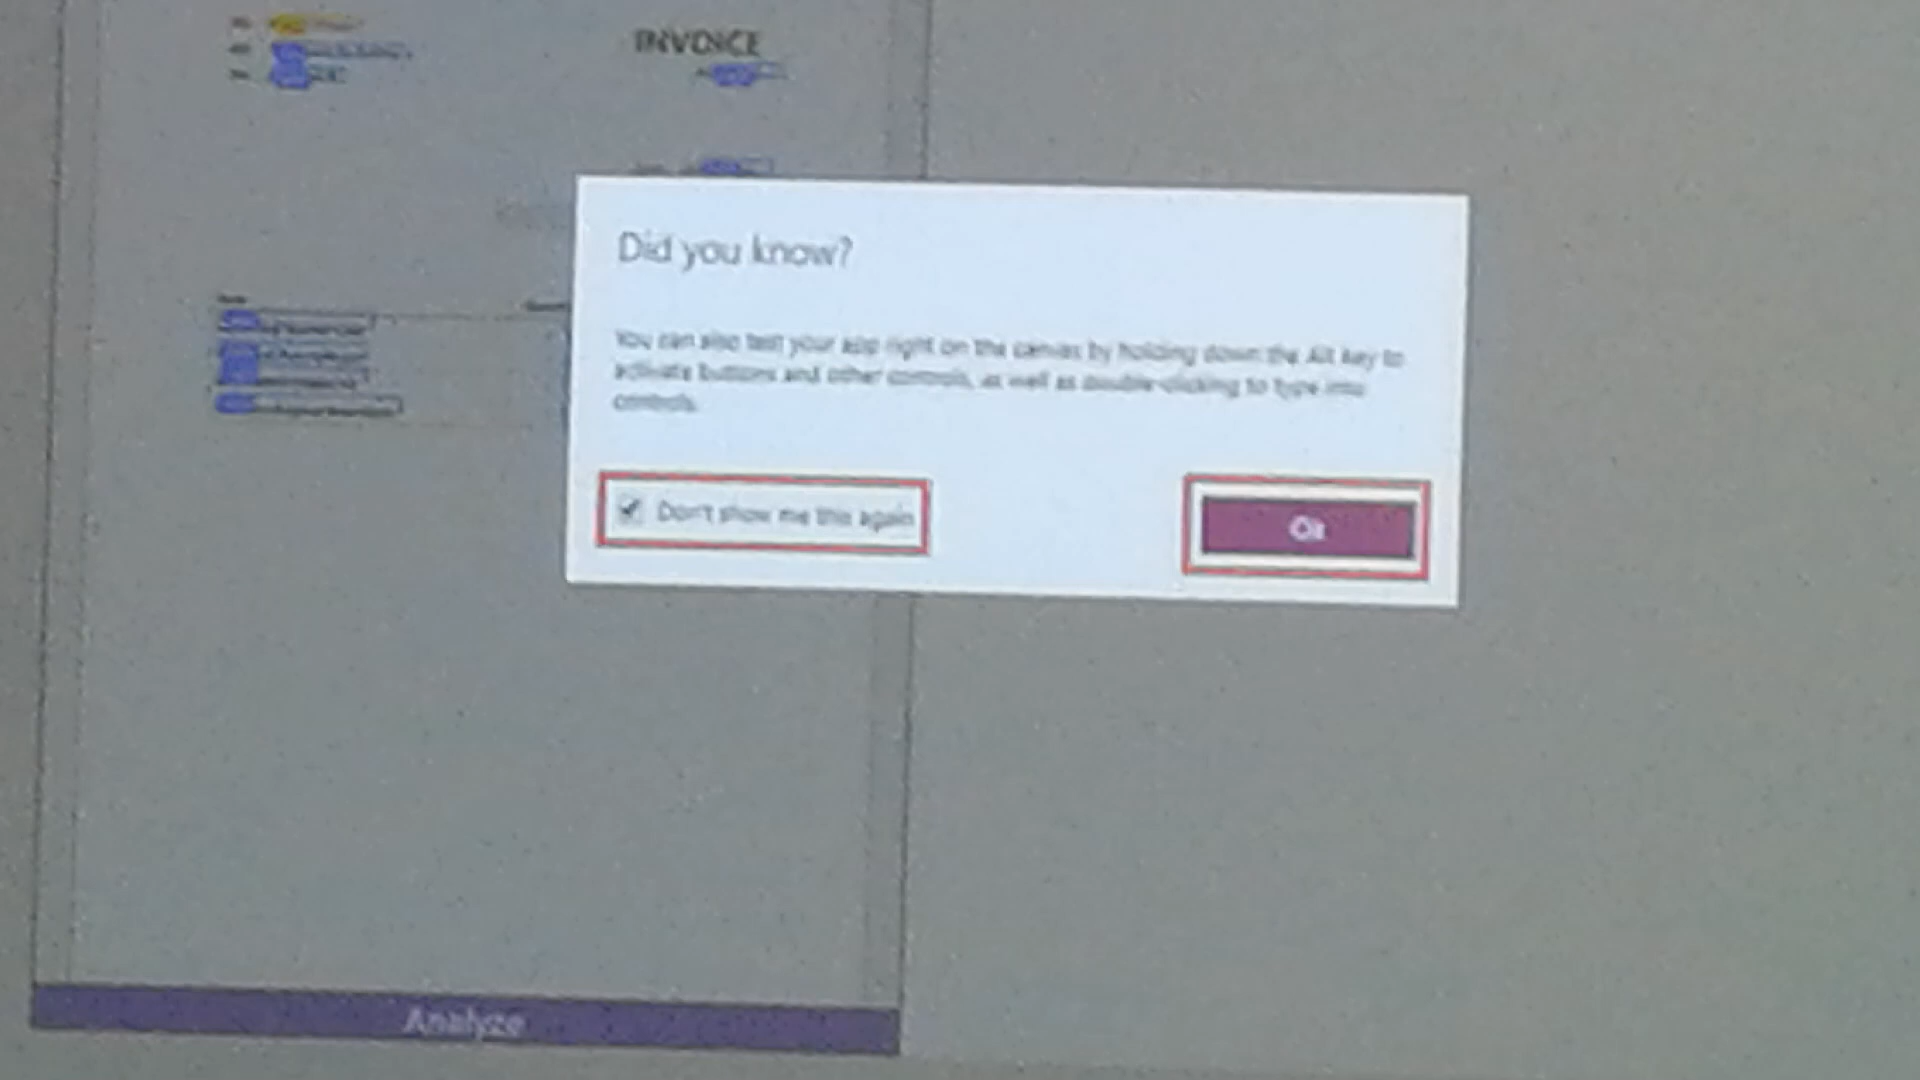 INVOICE
Did you know?
You can also test your app right on the canvas by holding down the Alt key to
activate buttons and other controls, as well as double-clicking to type into
controls.
Don't show me this again
Ok
Analyze